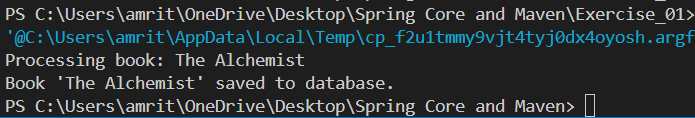 PS C:\Users\amrit\OneDrive\Desktop\Spring Core and Maven\Exercise_01>
'@C:\Users\amrit\AppData\Local\Temp\cp_f2u1tmmy9vjt4tyj0dx4oyosh.argf
Processing book: The Alchemist
Book 'The Alchemist' saved to database.
PS C:\Users\amrit\OneDrive\Desktop\Spring Core and Maven>